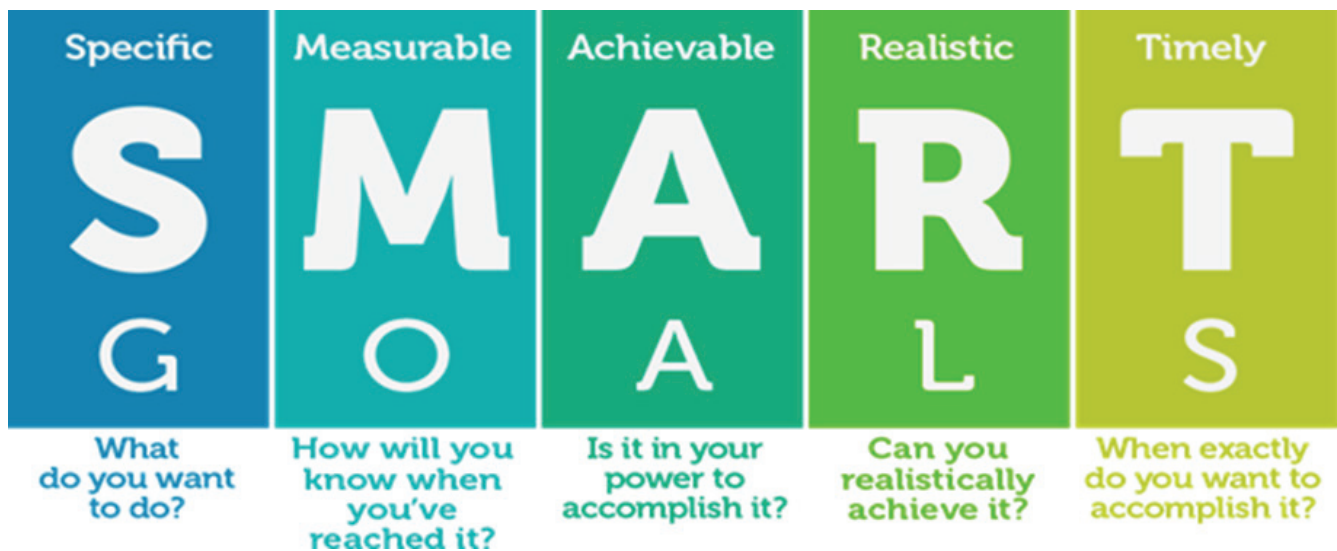 Specific
S
G
What
do you want
to do?
Measurable
M
O
How will you
know when
you've
reached it?
Achievable
A
A
Is it in your
power to
accomplish it?
Realistic
R
L
Can you
realistically
achieve it?
Timely
T
S
When exactly
do you want to
accomplish it?